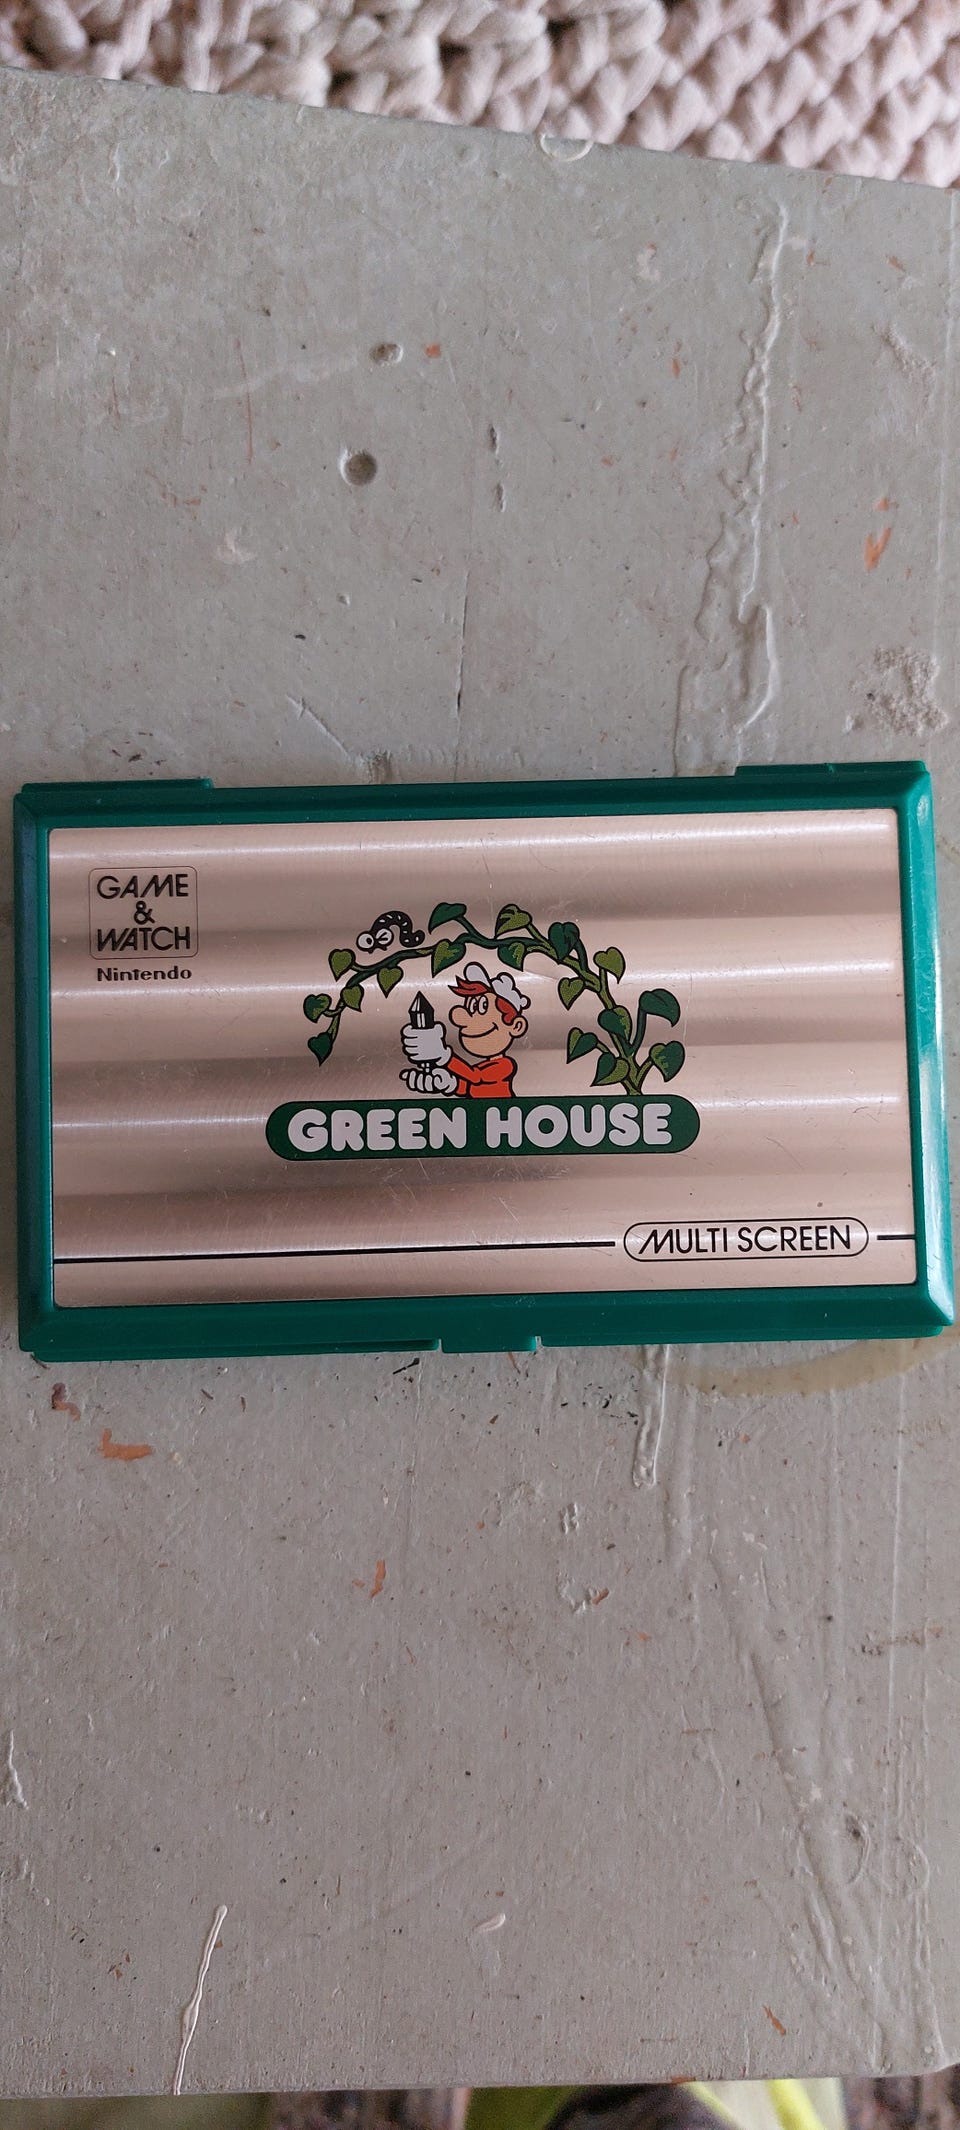 GAME
&
WATCH
Nintendo
GREEN HOUSE
MULTI SCREEN